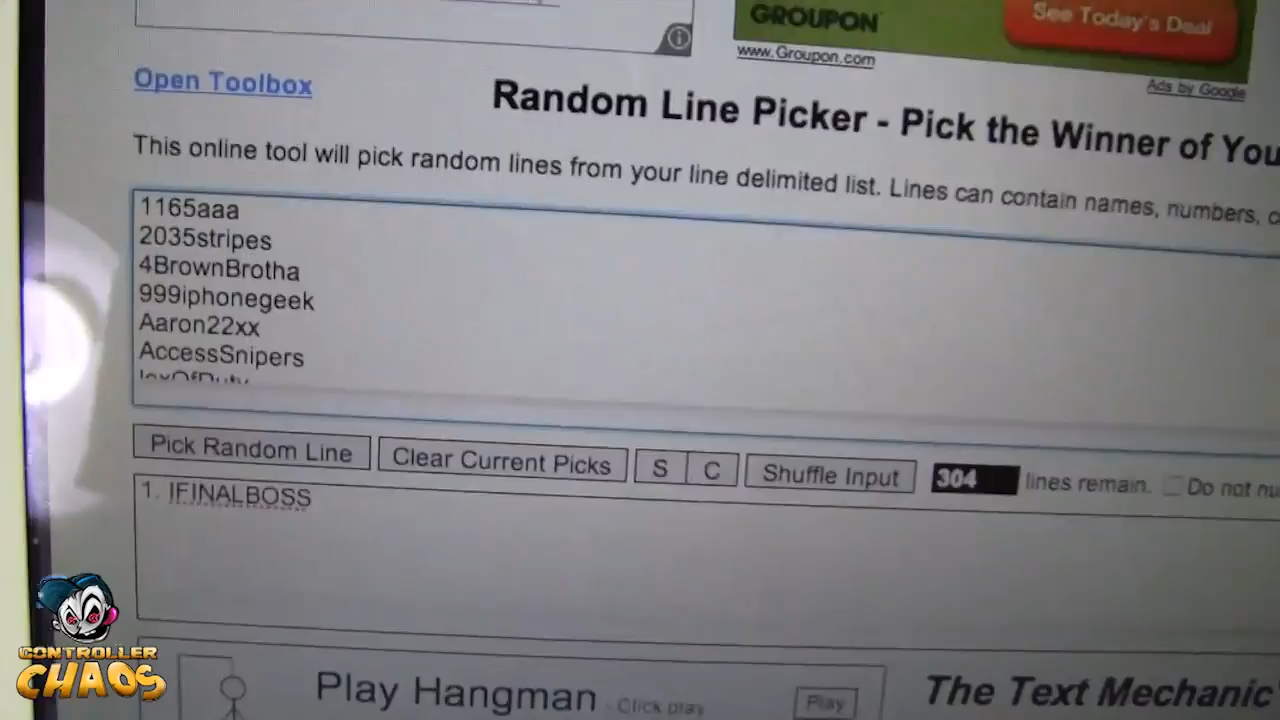 GROUPON
See Today's Deal
www.Groupon.com
Ads by Google
Open Toolbox
Random Line Picker - Pick the Winner of You
This online tool will pick random lines from your line delimited list. Lines can contain names, numbers, c
1165aaa
2035stripes
4BrownBrotha
999iphonegeek
Aaron22xx
AccessSnipers
Pick Random Line
Clear Current Picks
S
C
Shuffle Input
304
lines remain.
Do not nu
1. IFINALBOSS
Play Hangman - Click play
Play
The Text Mechanic
CONTROLLER
CHAOS